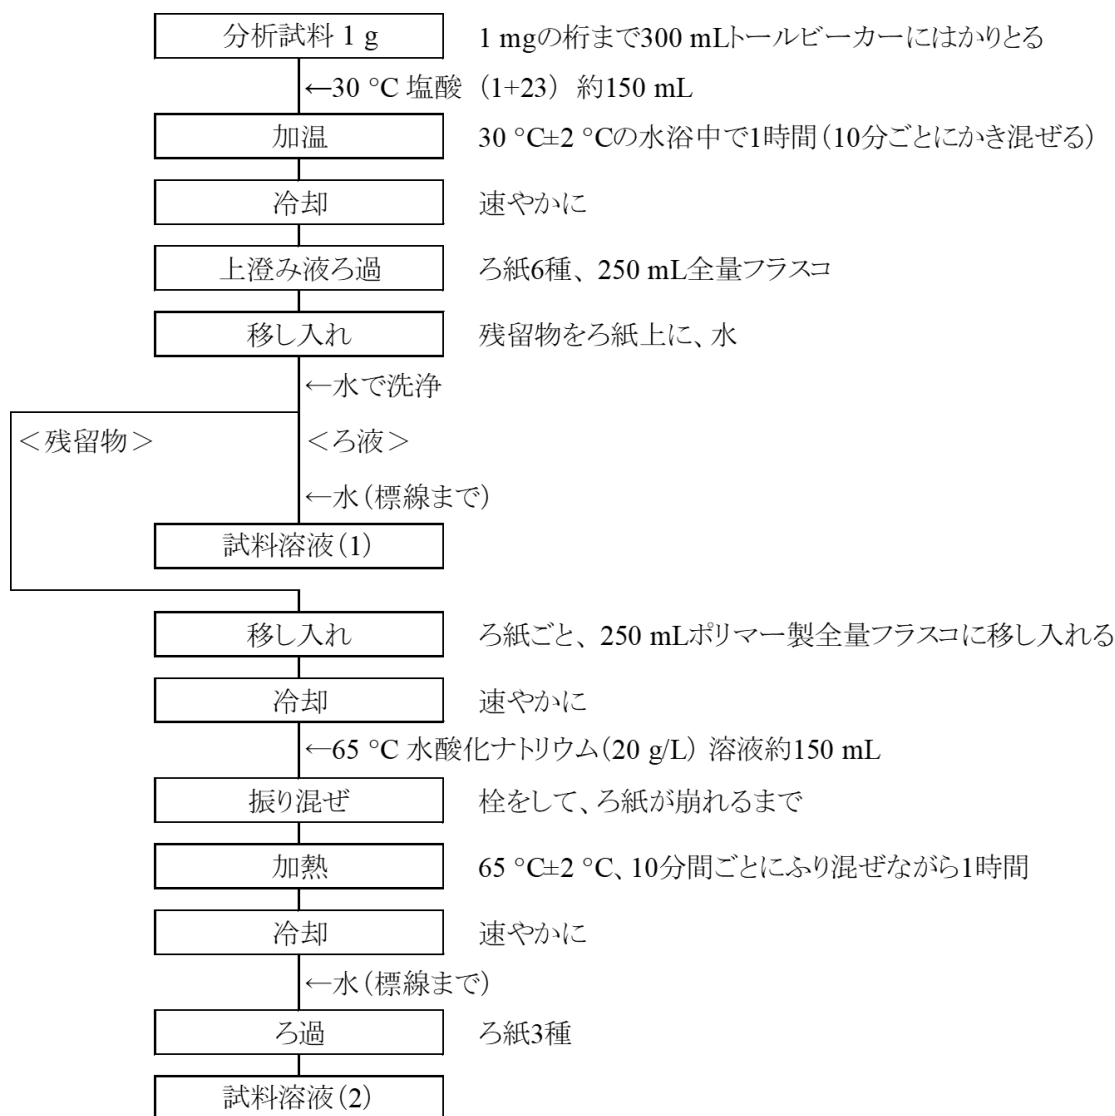 分析試料 1 g 1 mgの桁まで300 mLトールビーカーにはかりとる
←30 °C 塩酸 （1+23） 約150 mL
加温 30 °C±2 °Cの水浴中で1時間（10分ごとにかき混ぜる）
冷却 速やかに
上澄み液ろ過 ろ紙6種、 250 mL全量フラスコ
移し入れ 残留物をろ紙上に、水
←水で洗浄
＜残留物＞ ＜ろ液＞
←水（標線まで）
試料溶液（1）
移し入れ ろ紙ごと、 250 mLポリマー製全量フラスコに移し入れる
冷却 速やかに
←65 °C 水酸化ナトリウム（20 g/L） 溶液約150 mL
振り混ぜ 栓をして、ろ紙が崩れるまで
加熱 65 °C±2 °C、10分間ごとにふり混ぜながら1時間
冷却 速やかに
←水（標線まで）
ろ過 ろ紙3種
試料溶液（2）